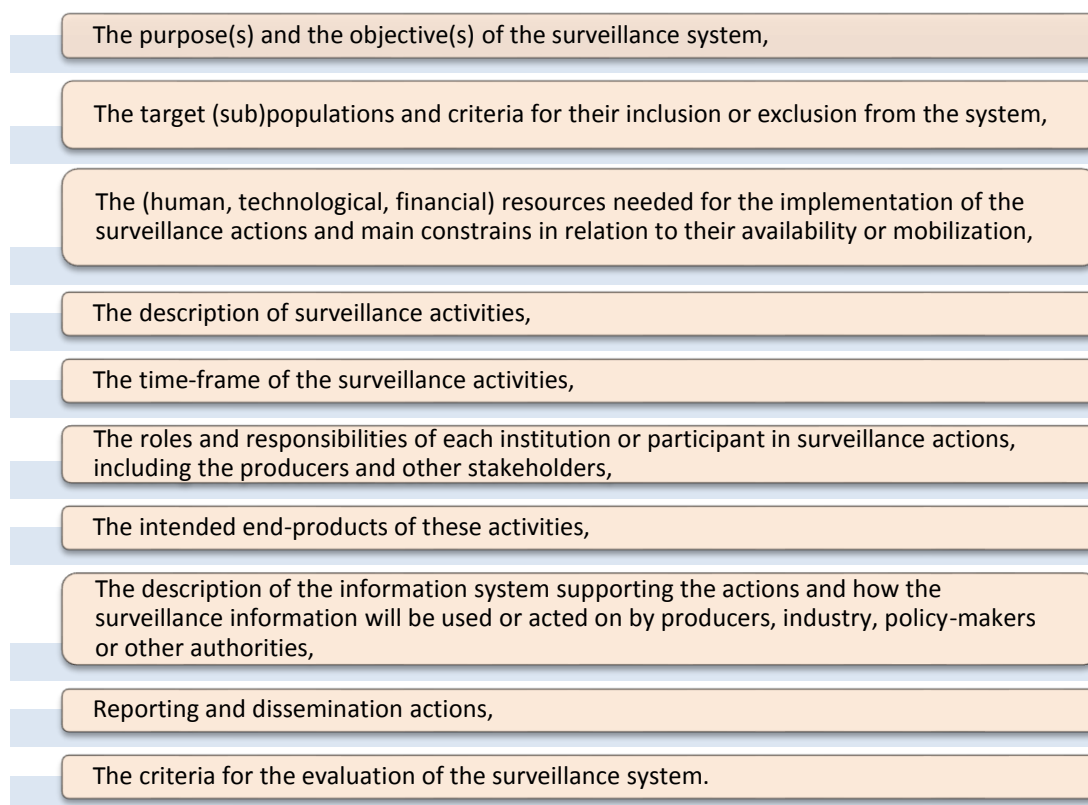 The purpose(s) and the objective(s) of the surveillance system,
The target (sub)populations and criteria for their inclusion or exclusion from the system,
The (human, technological, financial) resources needed for the implementation of the
surveillance actions and main constrains in relation to their availability or mobilization,
The description of surveillance activities,
The time-frame of the surveillance activities,
The roles and responsibilities of each institution or participant in surveillance actions,
including the producers and other stakeholders,
The intended end-products of these activities,
The description of the information system supporting the actions and how the
surveillance information will be used or acted on by producers, industry, policy-makers
or other authorities,
Reporting and dissemination actions,
The criteria for the evaluation of the surveillance system.